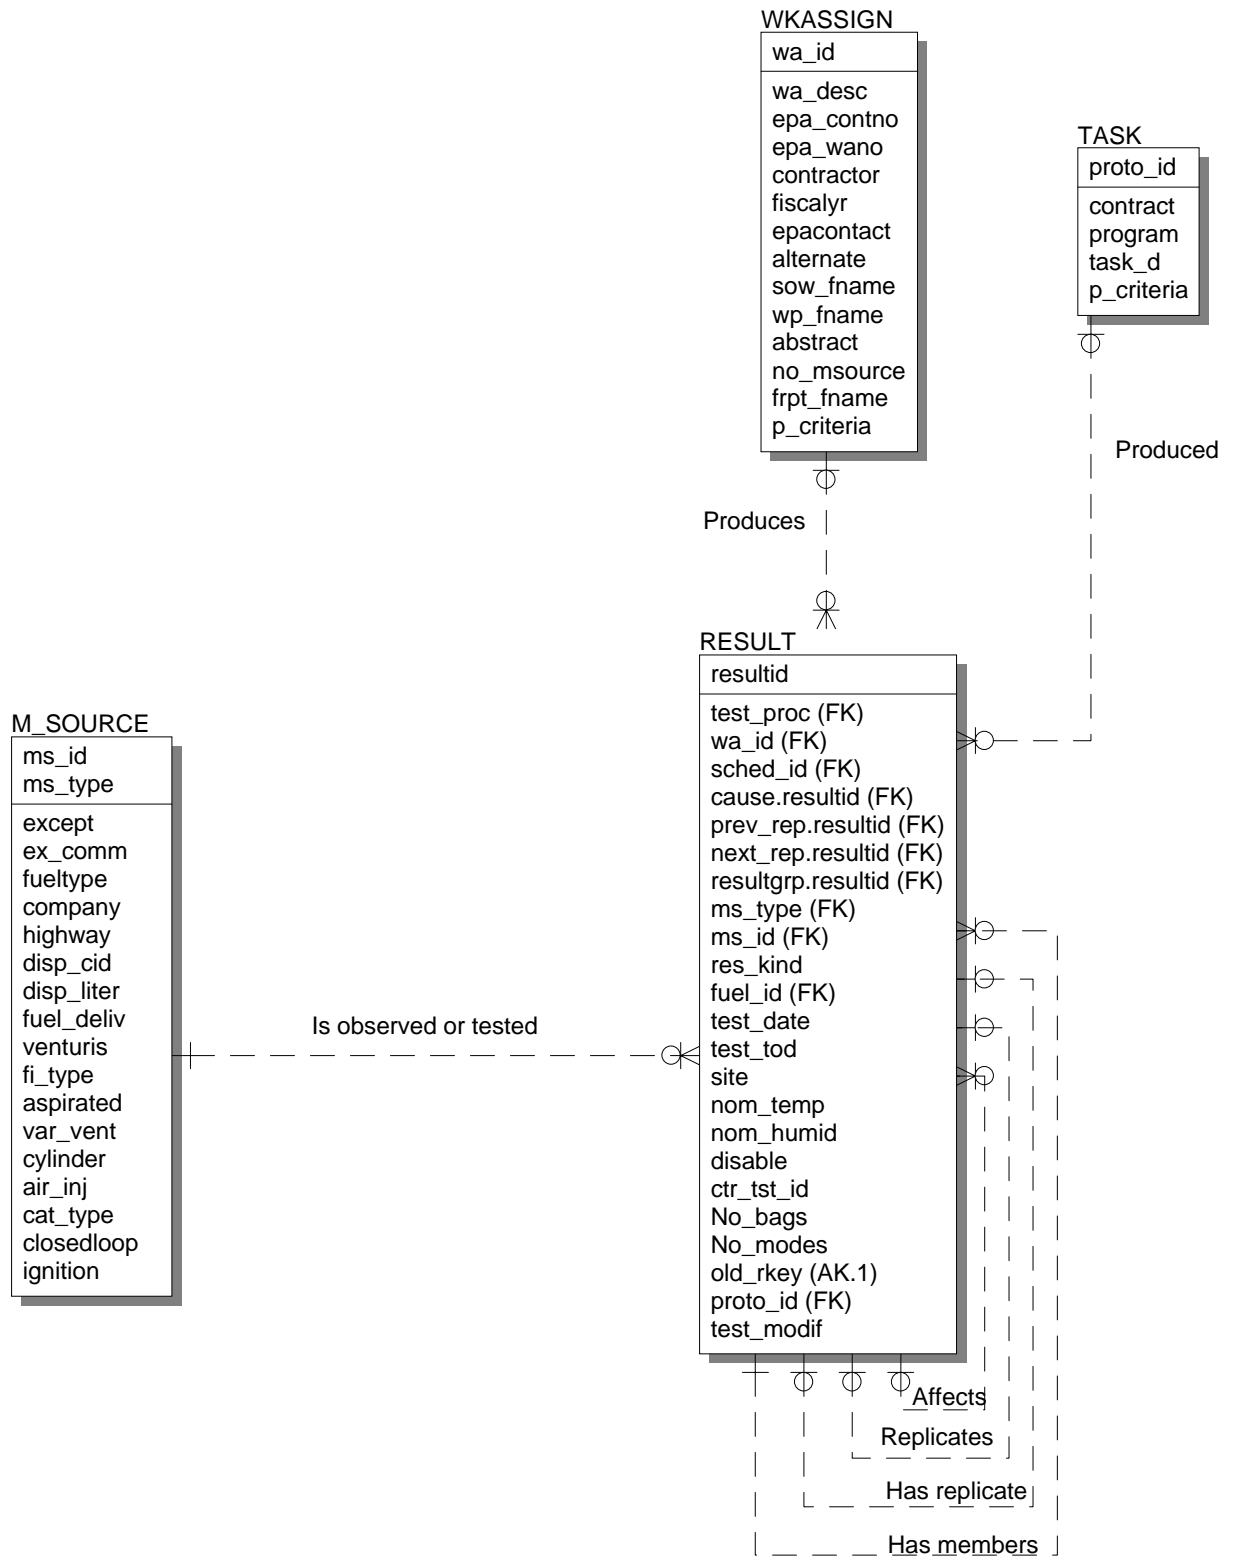 WKASSIGN
wa_id
wa_desc
epa_contno
epa_wano
contractor
fiscalyr
epacontact
alternate
sow_fname
wp_fname
abstract
no_msource
frpt_fname
p_criteria
TASK
proto_id
contract
program
task_d
p_criteria
Produced
Produces
RESULT
resultid
test_proc (FK)
wa_id (FK)
sched_id (FK)
cause.resultid (FK)
prev_rep.resultid (FK)
next_rep.resultid (FK)
resultgrp.resultid (FK)
ms_type (FK)
ms_id (FK)
res_kind
fuel_id (FK)
test_date
test_tod
site
nom_temp
nom_humid
disable
ctr_tst_id
No_bags
No_modes
old_rkey (AK.1)
proto_id (FK)
test_modif
M_SOURCE
ms_id
ms_type
except
ex_comm
fueltype
company
highway
disp_cid
disp_liter
fuel_deliv
venturis
fi_type
aspirated
var_vent
cylinder
air_inj
cat_type
closedloop
ignition
Is observed or tested
Affects
Replicates
Has replicate
Has members